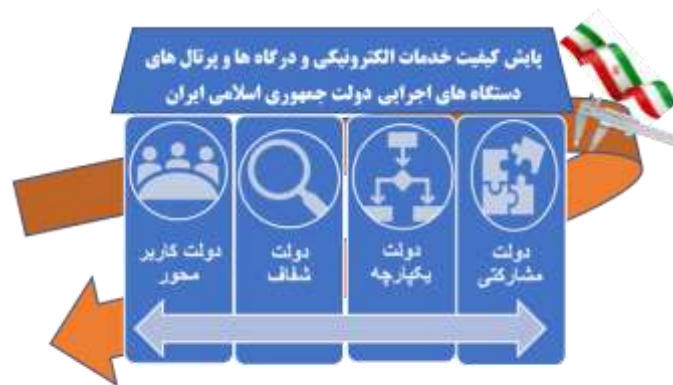 پایش کیفیت خدمات الکترونیکی و درگاه ها و پرتال های
دستگاه های اجرایی دولت جمهوری اسلامی ایران
دولت
مشارکتی
دولت
یکپارچه
دولت
شفاف
دولت کاربر
محور